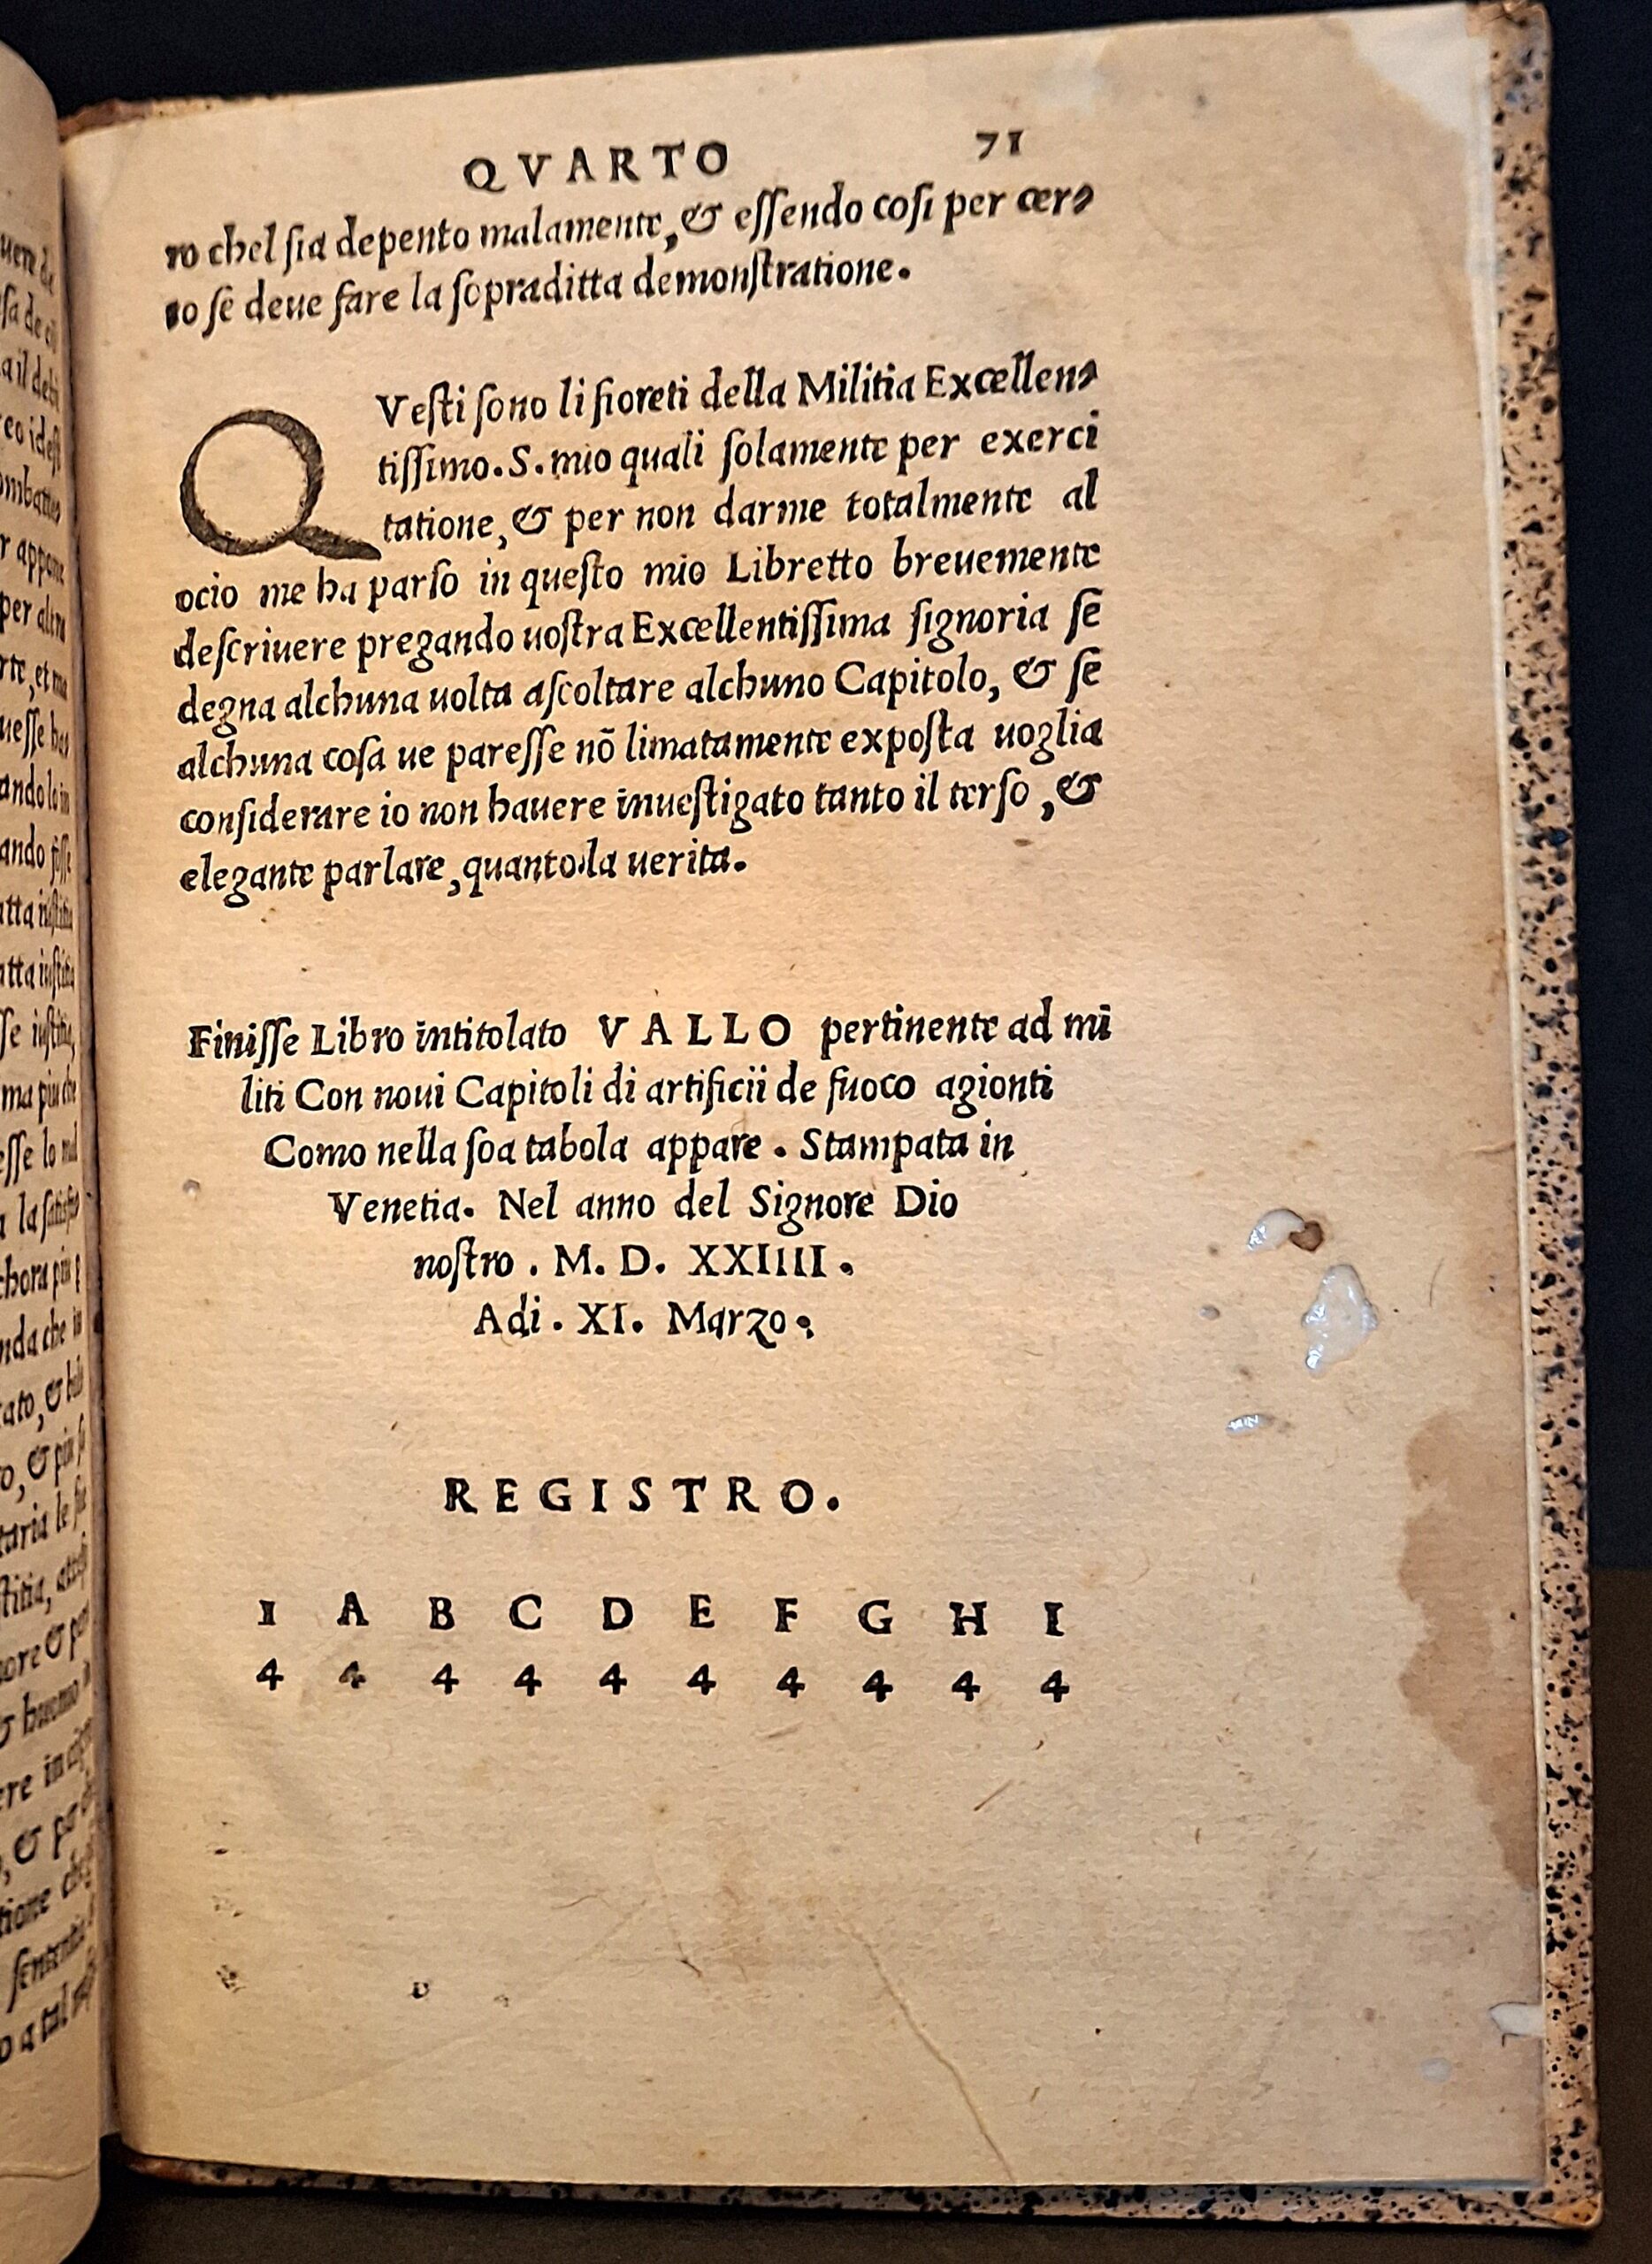 QVARTO 71
ro chel ſia depento malamente, & eſſendo coſi per cer⸗
to ſe deue fare la ſopraditta demonſtratione.
QVeſti ſono li fioreti della Militia Excellen⸗
tiſſimo. S. mio quali ſolamente per exerci
tatione, & per non darme totalmente al
ocio me ha parſo in queſto mio Libretto breuemente
deſcriuere pregando uoſtra Excellentiſſima ſignoria ſe
degna alchuna uolta aſcoltare alchuno Capitolo, & ſe
alchuna coſa ue pareſſe nō limatamente expoſta uoglia
conſiderare io non hauere inueſtigato tanto il terſo, &
elegante parlare, quanto la uerita.
Finiſſe Libro intitolato VALLO pertinente ad mi
liti Con noui Capitoli di artificii de fuoco agionti
Como nella ſoa tabola appare. Stampata in
Venetia. Nel anno del Signore Dio
noſtro. M. D. XXIIII.
Adi. XI. Marzo.
REGISTRO.
I A B C D E F G H I
4 4 4 4 4 4 4 4 4 4